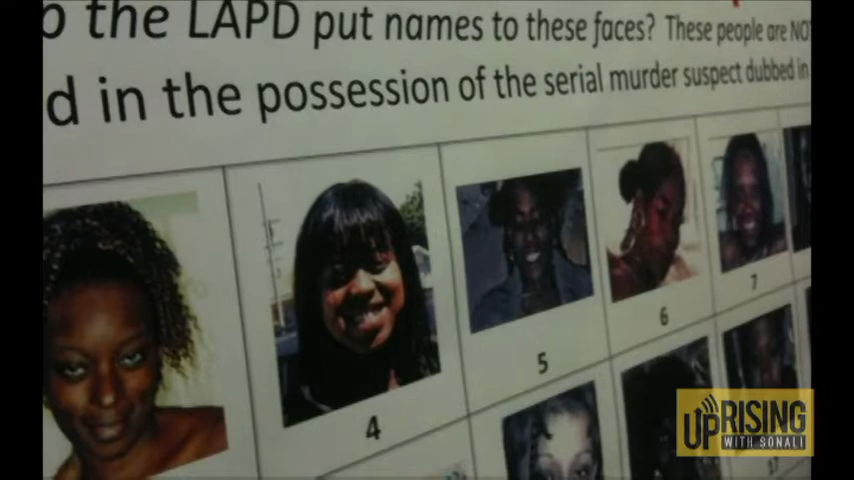 the LAPD put names to these faces? These people are
in the possession of the serial murder suspect dubbed in
4
5
6
7
UPRISING
WITH SONALI